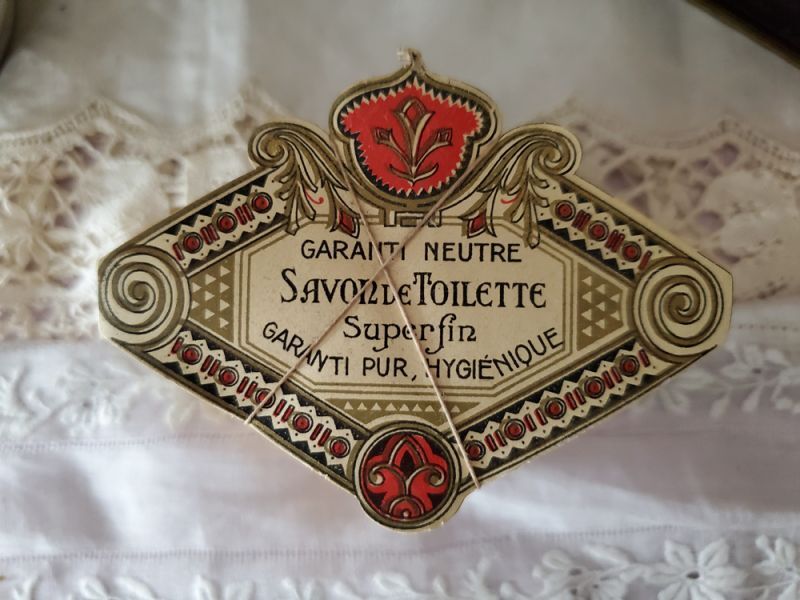 GARANTI NEUTRE
SAVON DE TOILETTE
Superfin
GARANTI PUR, HYGIÉNIQUE